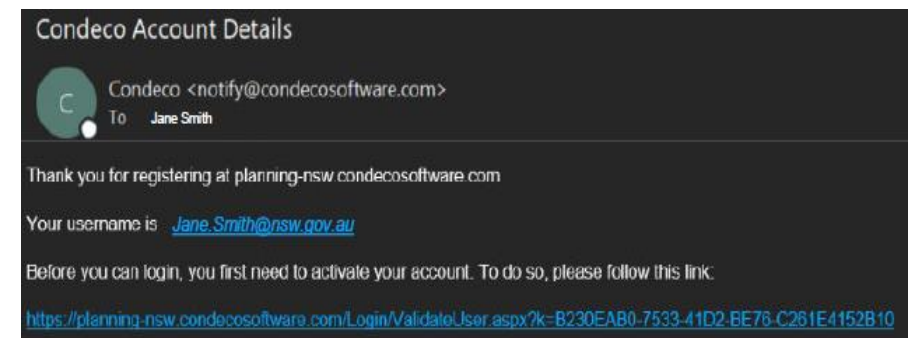 Condeco Account Details
C
Condeco <notify@condecosoftware.com>
To Jane Smith
Thank you for registering at planning-nsw.condecosoftware.com
Your username is Jane.Smith@nsw.gov.au
Before you can login, you first need to activate your account. To do so, please follow this link:
https://planning-nsw.condecosoftware.com/Login/ValidateUser.aspx?k=B230EAB0-7533-41D2-BE76-C261E4152B10